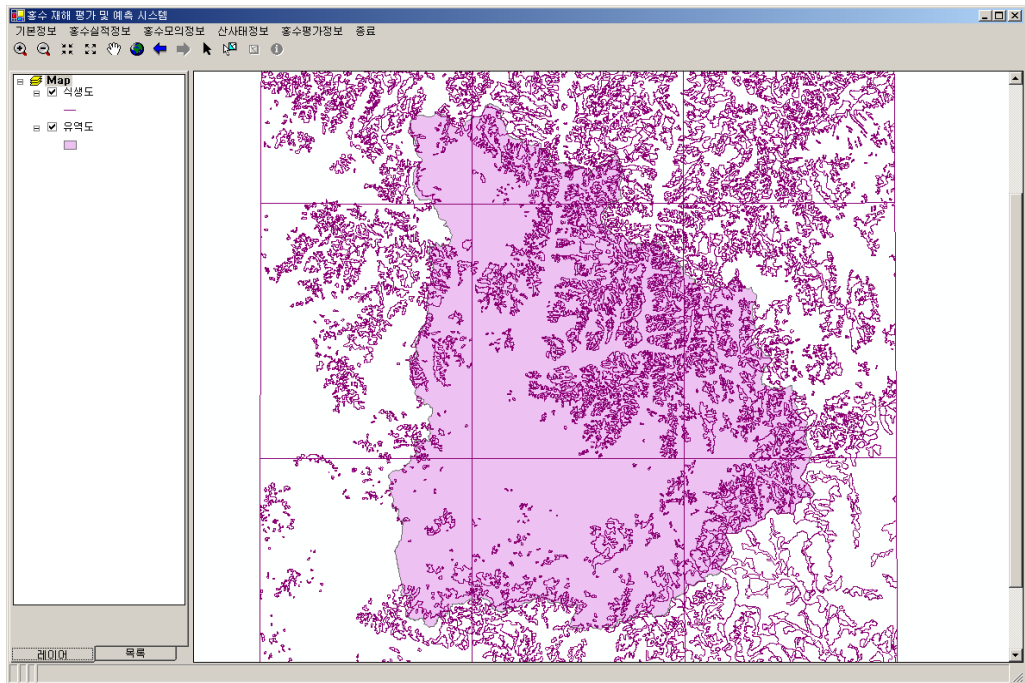 홍수 재해 평가 및 예측 시스템
기본정보 홍수실적정보 홍수모의정보 산사태정보 홍수평가정보 종료
Map
식생도
유역도
레이어 목록